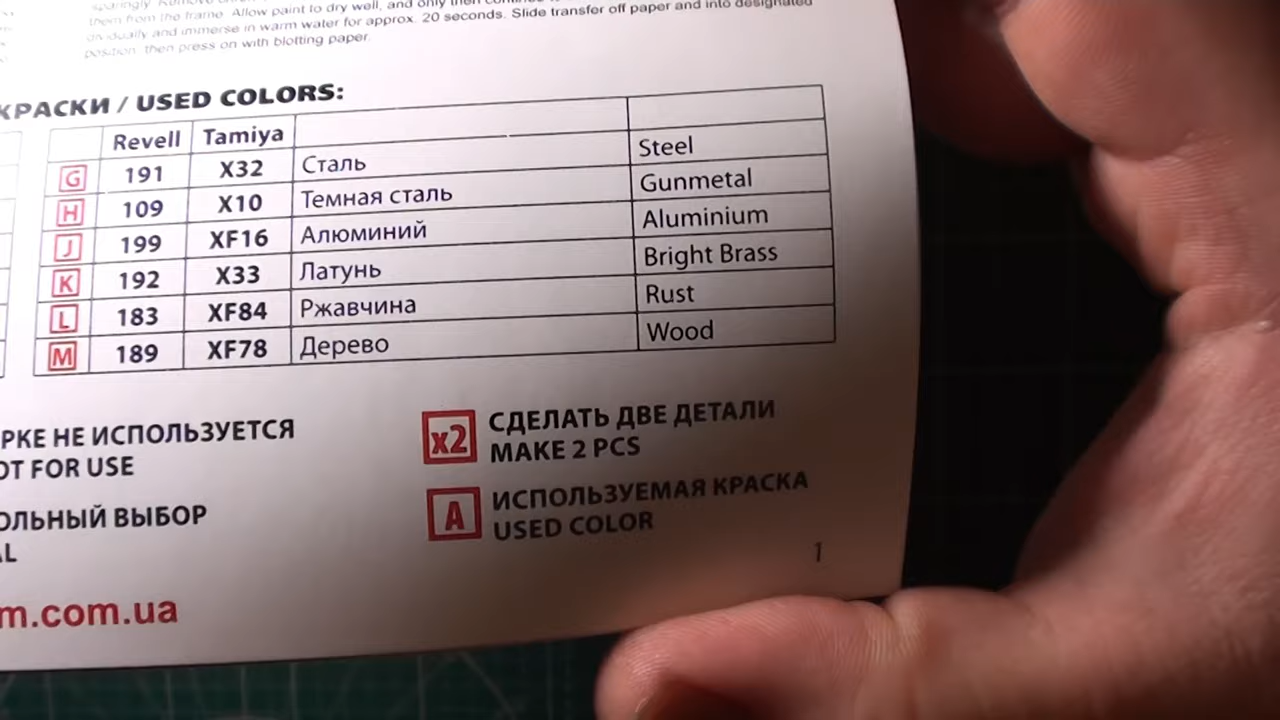 them from the frame. Allow paint to dry well, and only then
and immerse in warm water for approx. 20 seconds. Slide transfer off paper and into designated
position, then press on with blotting paper.
КРАСКИ / USED COLORS:
Revell Tamiya
G 191 X32 Сталь Steel
H 109 X10 Темная сталь Gunmetal
J 199 XF16 Алюминий Aluminium
K 192 X33 Латунь Bright Brass
L 183 XF84 Ржавчина Rust
M 189 XF78 Дерево Wood
РКЕ НЕ ИСПОЛЬЗУЕТСЯ
OT FOR USE
x2 СДЕЛАТЬ ДВЕ ДЕТАЛИ
MAKE 2 PCS
ОЛЬНЫЙ ВЫБОР
AL
A ИСПОЛЬЗУЕМАЯ КРАСКА
USED COLOR
1
m.com.ua